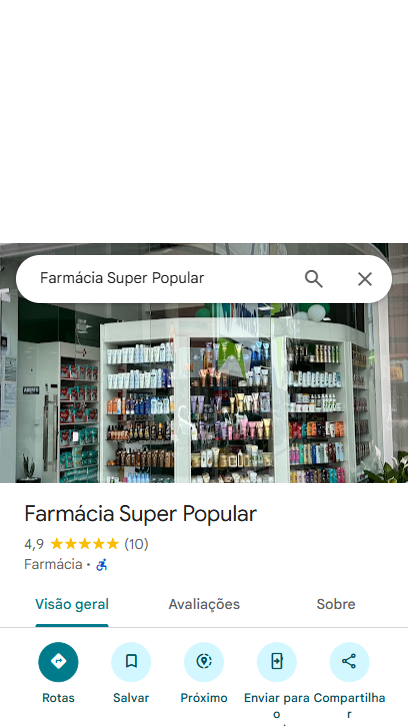 Farmácia Super Popular
Farmácia Super Popular
4,9 (10)
Farmácia •
Visão geral
Avaliações
Sobre
Rotas
Salvar
Próximo
Enviar para
o
Compartilha
r